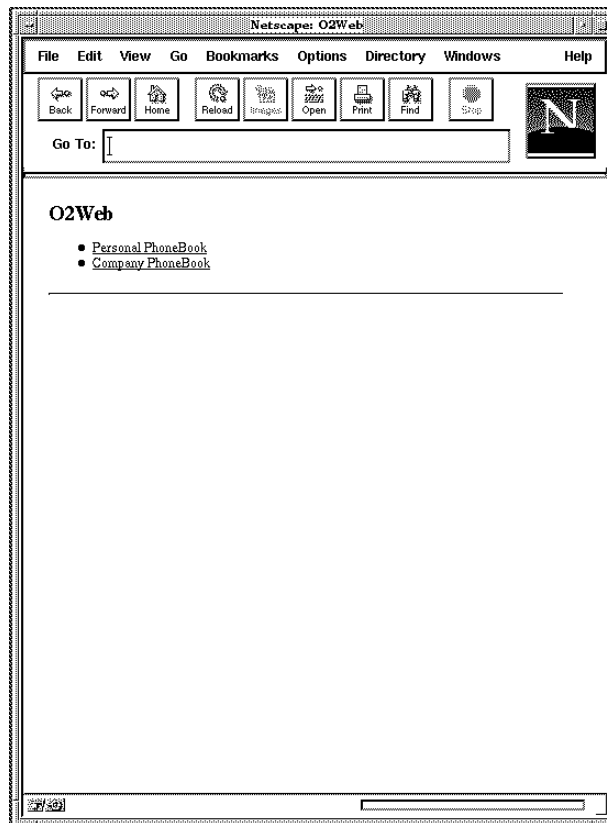 Netscape: O2Web
File Edit View Go Bookmarks Options Directory Windows Help
Back Forward Home Reload Images Open Print Find Stop
N
Go To:
O2Web
Personal PhoneBook
Company PhoneBook